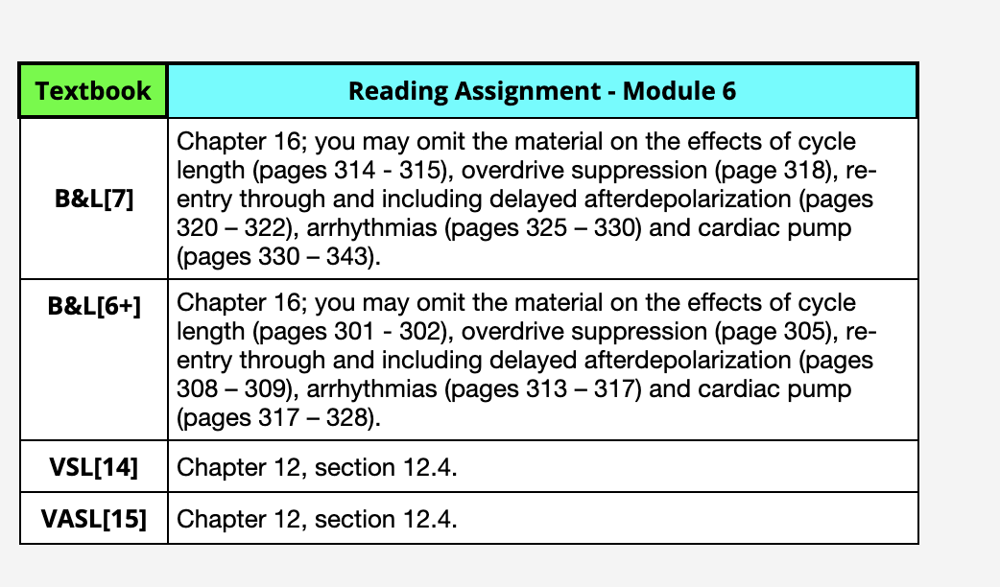 Textbook
Reading Assignment - Module 6
B&L[7]
Chapter 16; you may omit the material on the effects of cycle
length (pages 314 - 315), overdrive suppression (page 318), re-
entry through and including delayed afterdepolarization (pages
320 – 322), arrhythmias (pages 325 – 330) and cardiac pump
(pages 330 – 343).
B&L[6+]
Chapter 16; you may omit the material on the effects of cycle
length (pages 301 - 302), overdrive suppression (page 305), re-
entry through and including delayed afterdepolarization (pages
308 – 309), arrhythmias (pages 313 – 317) and cardiac pump
(pages 317 – 328).
VSL[14]
Chapter 12, section 12.4.
VASL[15]
Chapter 12, section 12.4.